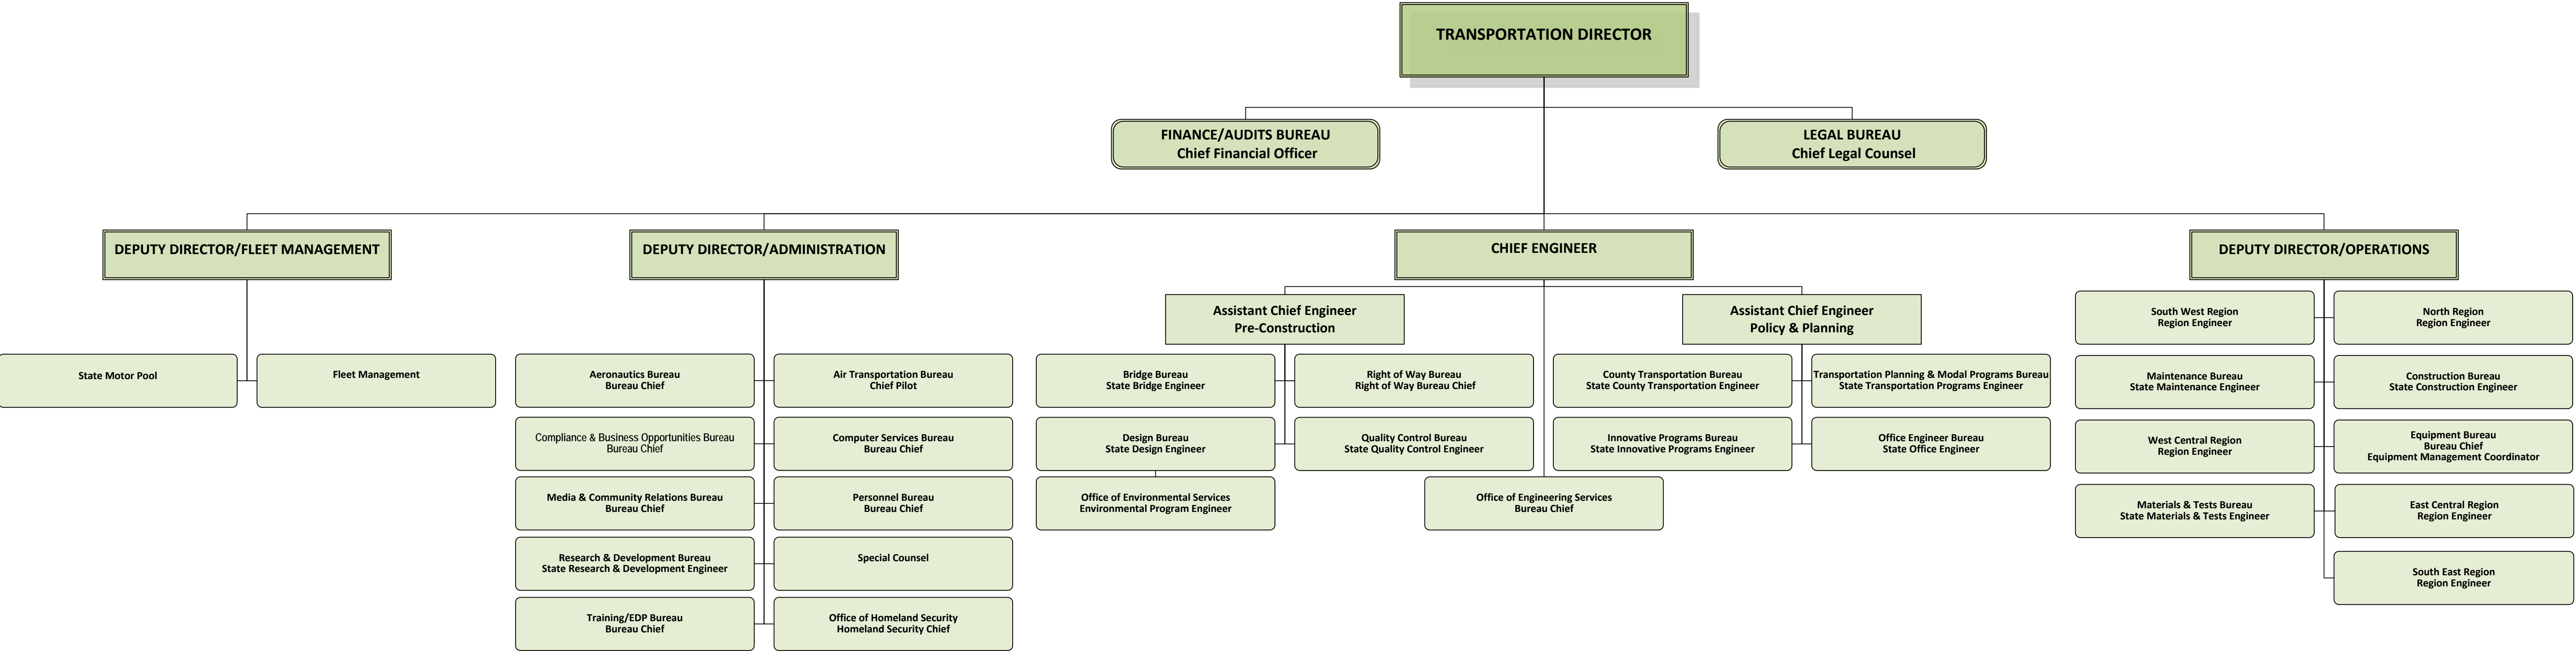 TRANSPORTATION DIRECTOR
FINANCE/AUDITS BUREAU
Chief Financial Officer
LEGAL BUREAU
Chief Legal Counsel
DEPUTY DIRECTOR/FLEET MANAGEMENT
DEPUTY DIRECTOR/ADMINISTRATION
CHIEF ENGINEER
DEPUTY DIRECTOR/OPERATIONS
State Motor Pool
Fleet Management
Aeronautics Bureau
Bureau Chief
Air Transportation Bureau
Chief Pilot
Compliance & Business Opportunities Bureau
Bureau Chief
Computer Services Bureau
Bureau Chief
Media & Community Relations Bureau
Bureau Chief
Personnel Bureau
Bureau Chief
Research & Development Bureau
State Research & Development Engineer
Special Counsel
Training/EDP Bureau
Bureau Chief
Office of Homeland Security
Homeland Security Chief
Assistant Chief Engineer
Pre-Construction
Bridge Bureau
State Bridge Engineer
Right of Way Bureau
Right of Way Bureau Chief
Design Bureau
State Design Engineer
Quality Control Bureau
State Quality Control Engineer
Office of Environmental Services
Environmental Program Engineer
Office of Engineering Services
Bureau Chief
Assistant Chief Engineer
Policy & Planning
County Transportation Bureau
State County Transportation Engineer
Transportation Planning & Modal Programs Bureau
State Transportation Programs Engineer
Innovative Programs Bureau
State Innovative Programs Engineer
Office Engineer Bureau
State Office Engineer
South West Region
Region Engineer
North Region
Region Engineer
Maintenance Bureau
State Maintenance Engineer
Construction Bureau
State Construction Engineer
West Central Region
Region Engineer
Equipment Bureau
Bureau Chief
Equipment Management Coordinator
Materials & Tests Bureau
State Materials & Tests Engineer
East Central Region
Region Engineer
South East Region
Region Engineer